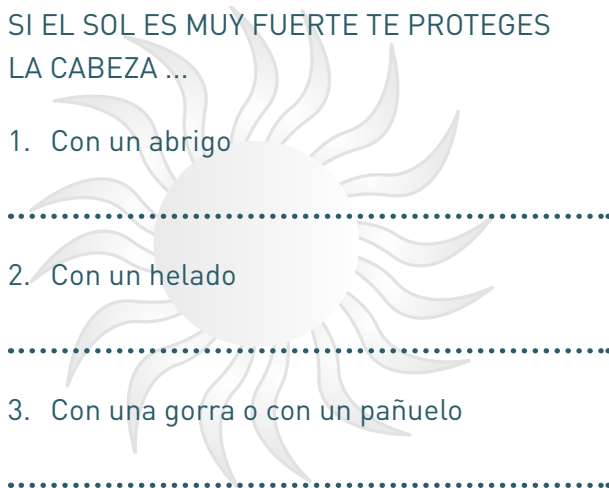 SI EL SOL ES MUY FUERTE TE PROTEGES
LA CABEZA ...
1. Con un abrigo
2. Con un helado
3. Con una gorra o con un pañuelo